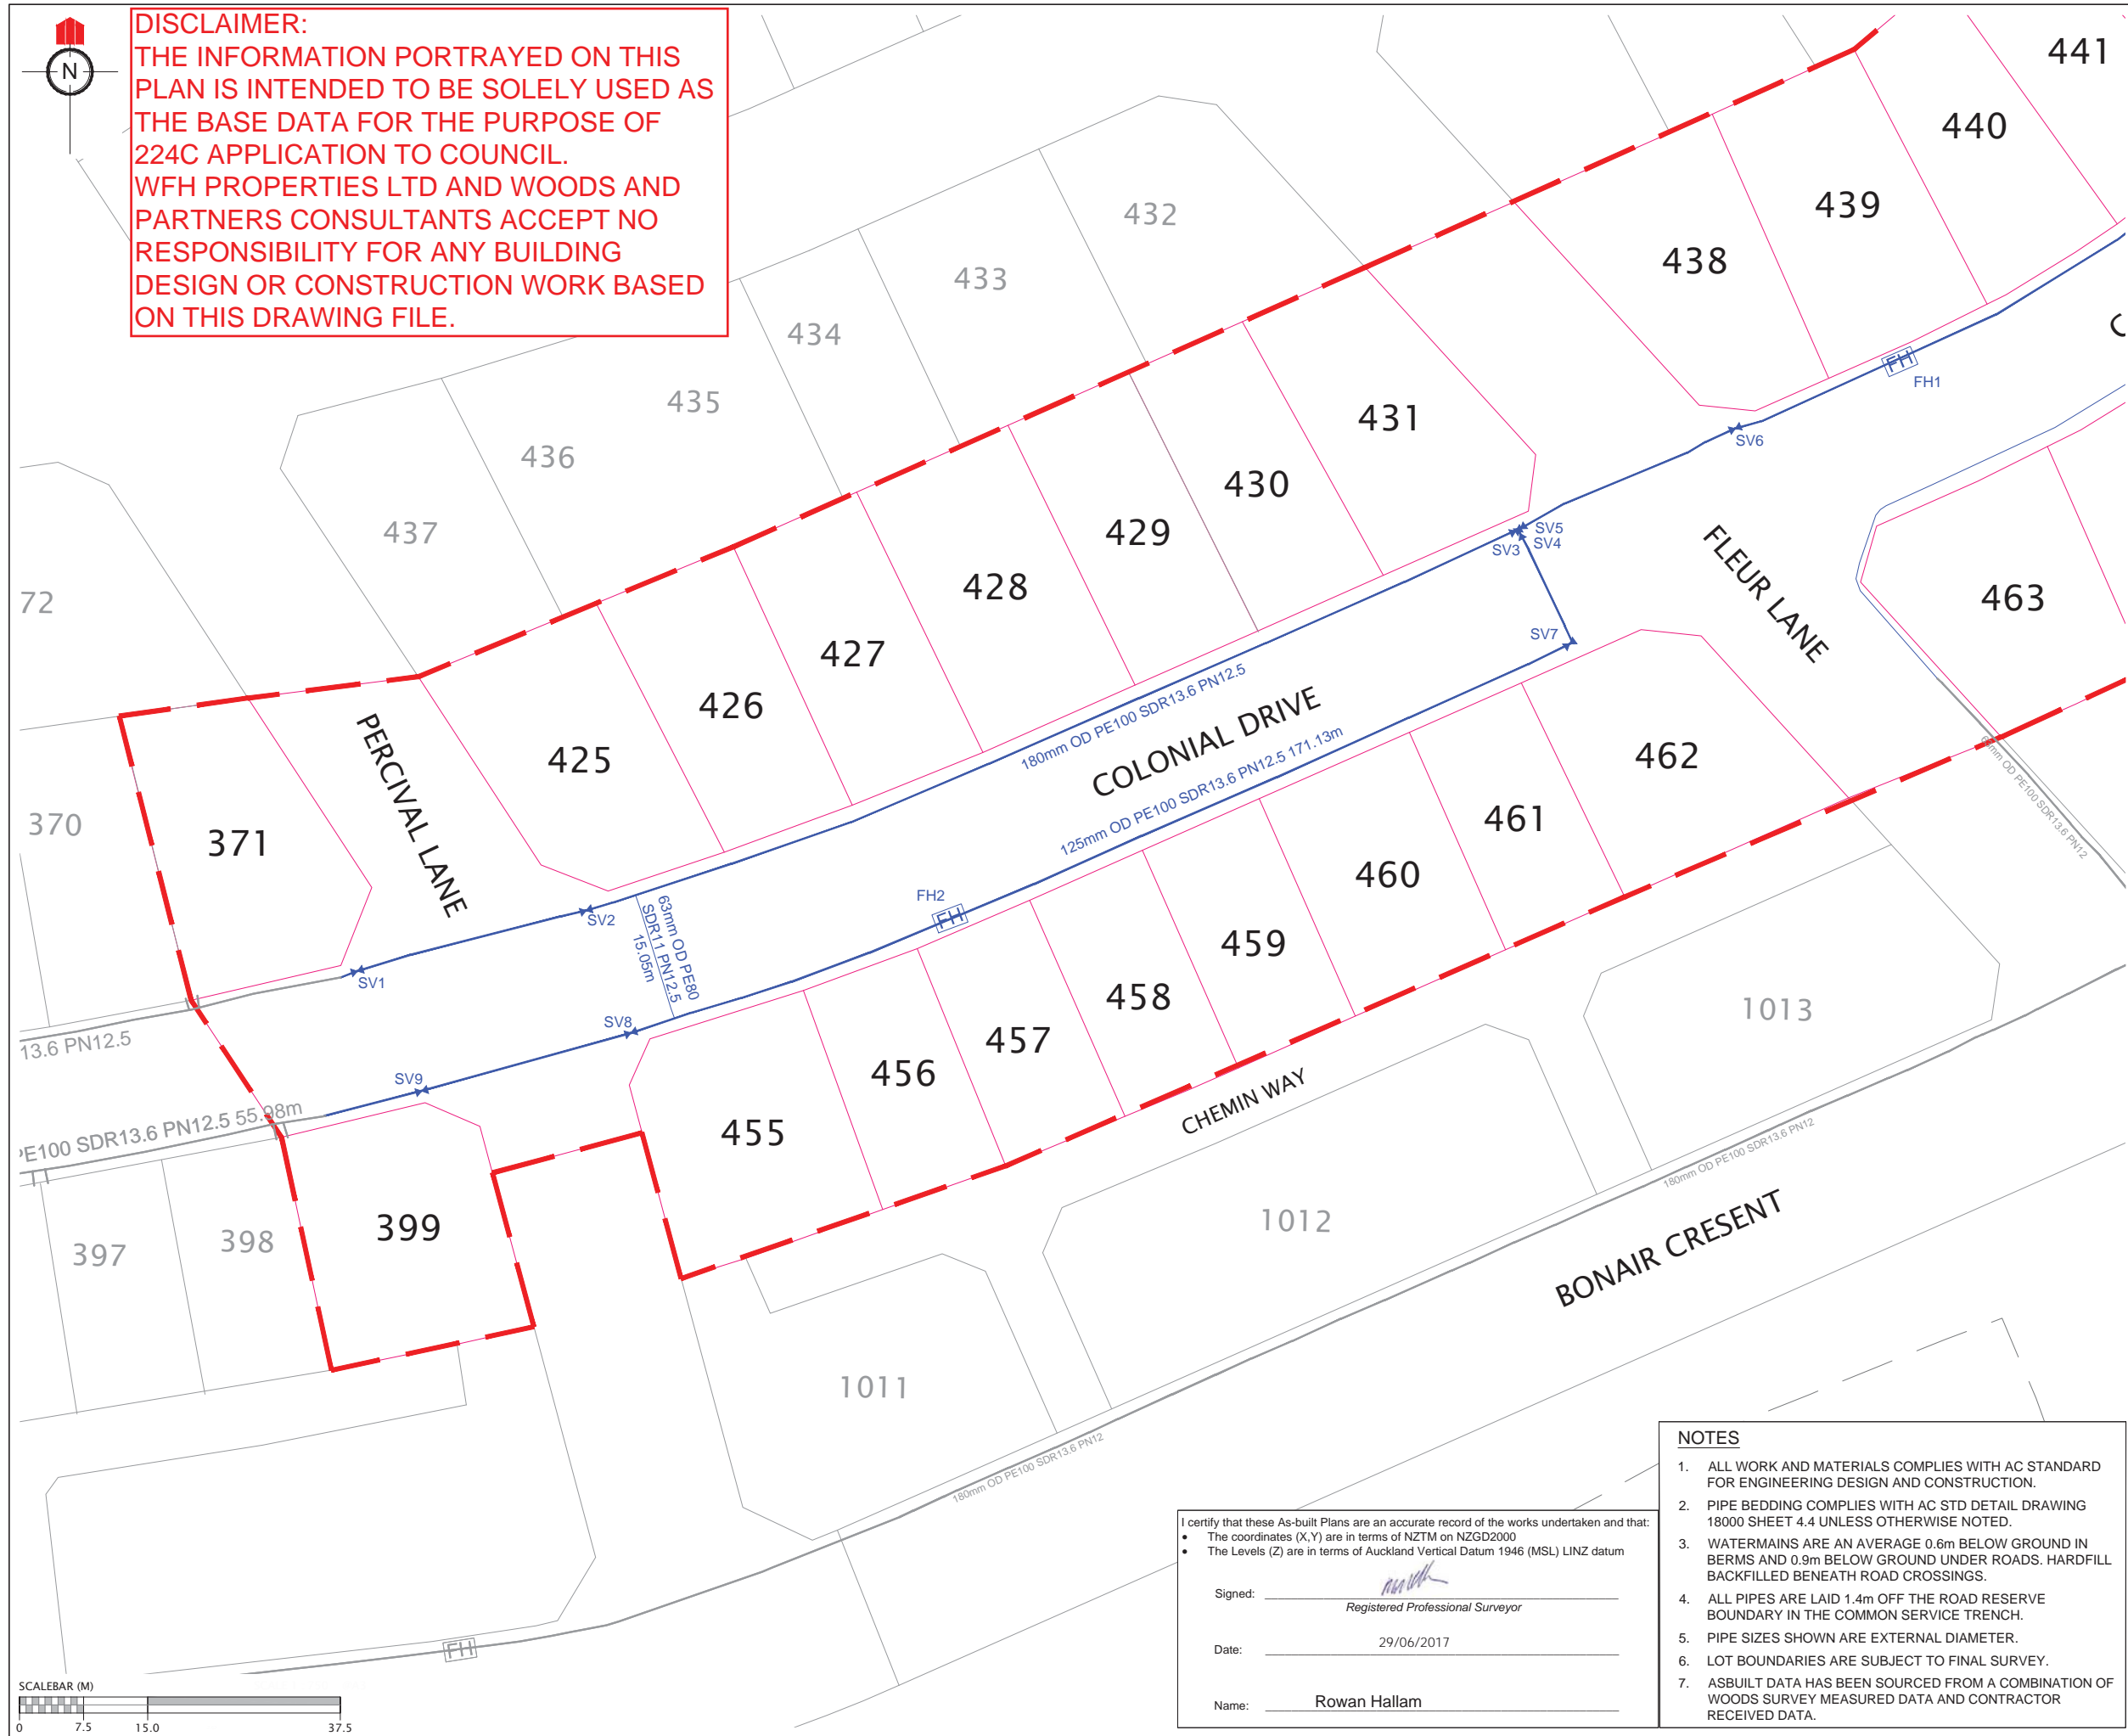 N
DISCLAIMER:
THE INFORMATION PORTRAYED ON THIS
PLAN IS INTENDED TO BE SOLELY USED AS
THE BASE DATA FOR THE PURPOSE OF
224C APPLICATION TO COUNCIL.
WFH PROPERTIES LTD AND WOODS AND
PARTNERS CONSULTANTS ACCEPT NO
RESPONSIBILITY FOR ANY BUILDING
DESIGN OR CONSTRUCTION WORK BASED
ON THIS DRAWING FILE.
441
440
439
438
432
433
434
435
436
437
431
430
429
428
427
426
425
72
370
371
FH
FH1
SV6
SV5
SV4
SV3
SV7
FLEUR LANE
463
462
461
460
459
458
457
456
455
PERCIVAL LANE
COLONIAL DRIVE
180mm OD PE100 SDR13.6 PN12.5
125mm OD PE100 SDR13.6 PN12.5 171.13m
FH2
FH
SV2
SV1
63mm OD PE80
SDR11 PN12.5
15.05m
SV8
SV9
13.6 PN12.5
PE100 SDR13.6 PN12.5 55.98m
397
398
399
63mm OD PE100 SDR13.6 PN12
CHEMIN WAY
1013
1012
1011
180mm OD PE100 SDR13.6 PN12
BONAIR CRESENT
180mm OD PE100 SDR13.6 PN12
FH
SCALEBAR (M)
0 7.5 15.0 37.5
I certify that these As-built Plans are an accurate record of the works undertaken and that:
• The coordinates (X,Y) are in terms of NZTM on NZGD2000
• The Levels (Z) are in terms of Auckland Vertical Datum 1946 (MSL) LINZ datum
Signed:
Registered Professional Surveyor
Date: 29/06/2017
Name: Rowan Hallam
NOTES
1. ALL WORK AND MATERIALS COMPLIES WITH AC STANDARD
FOR ENGINEERING DESIGN AND CONSTRUCTION.
2. PIPE BEDDING COMPLIES WITH AC STD DETAIL DRAWING
18000 SHEET 4.4 UNLESS OTHERWISE NOTED.
3. WATERMAINS ARE AN AVERAGE 0.6m BELOW GROUND IN
BERMS AND 0.9m BELOW GROUND UNDER ROADS. HARDFILL
BACKFILLED BENEATH ROAD CROSSINGS.
4. ALL PIPES ARE LAID 1.4m OFF THE ROAD RESERVE
BOUNDARY IN THE COMMON SERVICE TRENCH.
5. PIPE SIZES SHOWN ARE EXTERNAL DIAMETER.
6. LOT BOUNDARIES ARE SUBJECT TO FINAL SURVEY.
7. ASBUILT DATA HAS BEEN SOURCED FROM A COMBINATION OF
WOODS SURVEY MEASURED DATA AND CONTRACTOR
RECEIVED DATA.